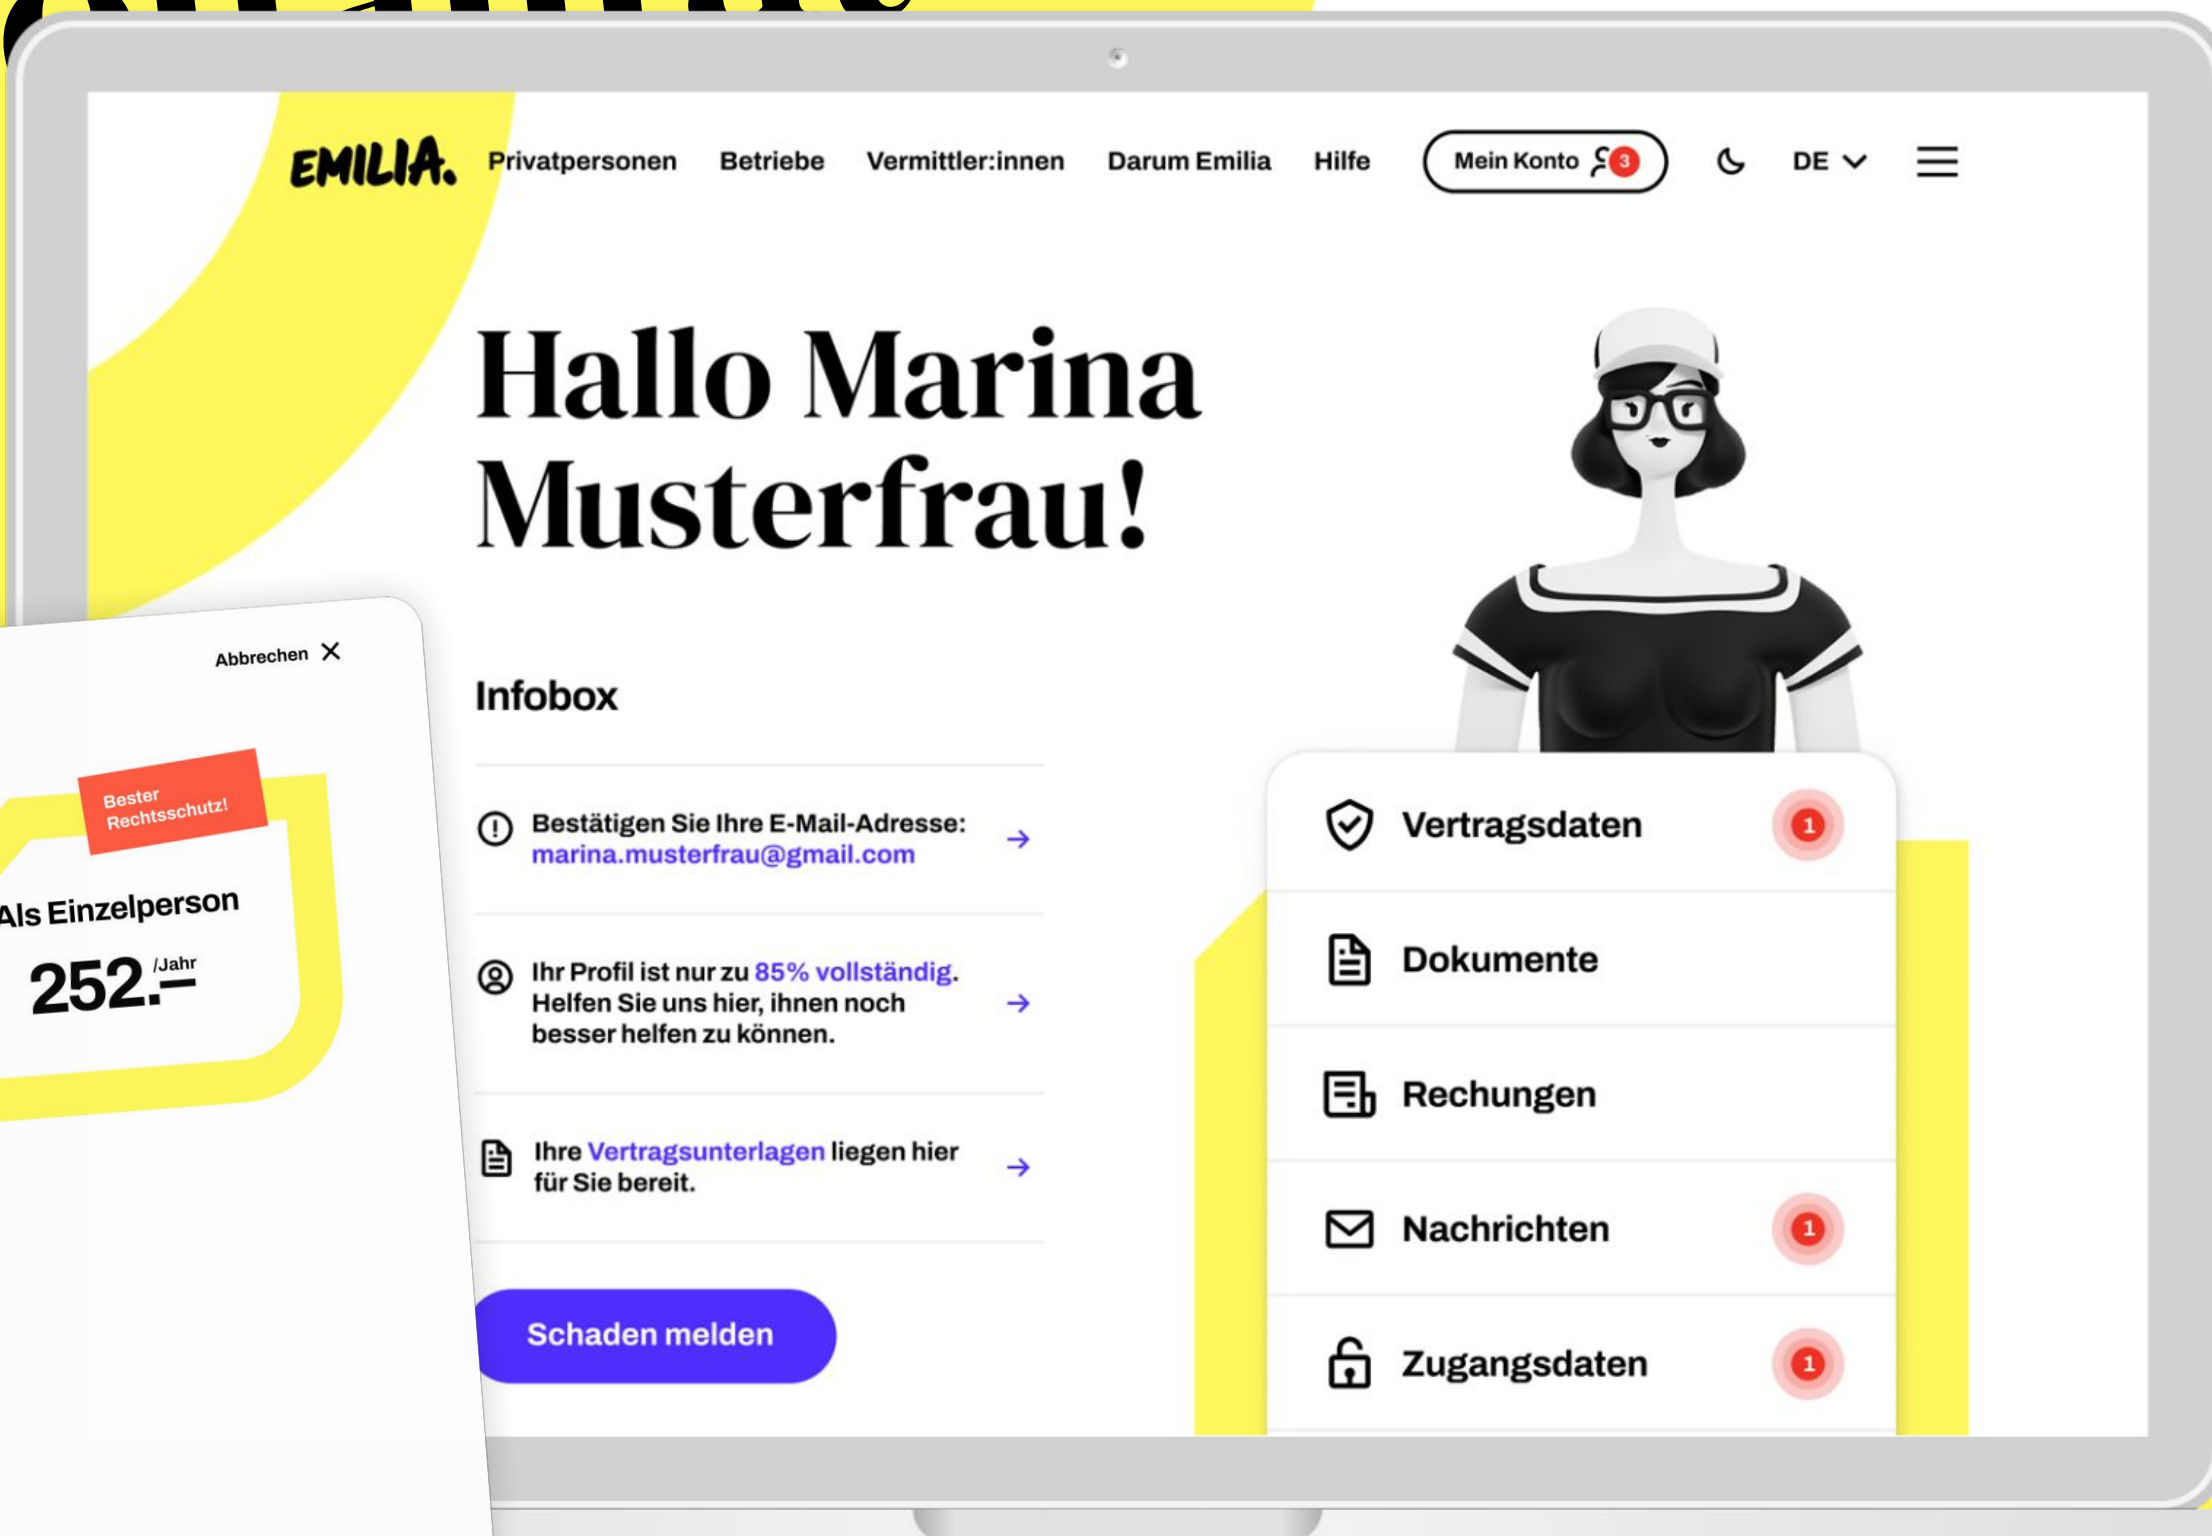 EMILIA.
Privatpersonen
Betriebe
Vermittler:innen
Darum Emilia
Hilfe
Mein Konto
3
DE
Hallo Marina
Musterfrau!
Infobox
Bestätigen Sie Ihre E-Mail-Adresse:
marina.musterfrau@gmail.com
Ihr Profil ist nur zu 85% vollständig.
Helfen Sie uns hier, ihnen noch
besser helfen zu können.
Ihre Vertragsunterlagen liegen hier
für Sie bereit.
Schaden melden
Vertragsdaten
1
Dokumente
Rechungen
Nachrichten
1
Zugangsdaten
1
Abbrechen
Bester
Rechtsschutz!
Als Einzelperson
252.– /Jahr